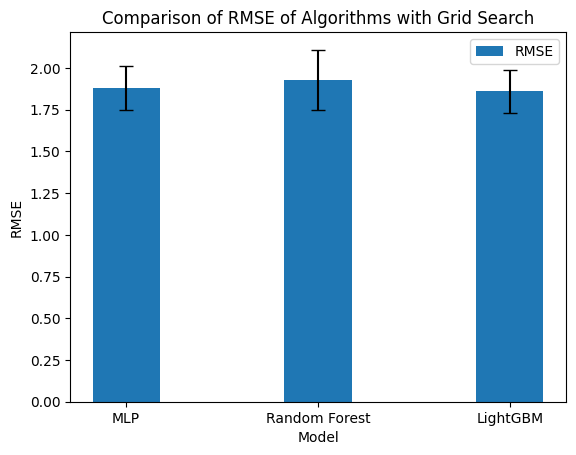 Comparison of RMSE of Algorithms with Grid Search
RMSE
2.00
1.75
1.50
1.25
1.00
0.75
0.50
0.25
0.00
RMSE
MLP
Random Forest
LightGBM
Model